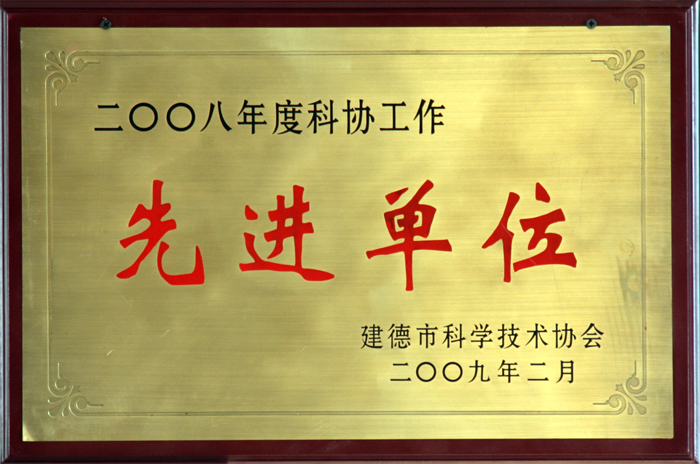 二〇〇八年度科协工作
先进单位
建德市科学技术协会
二〇〇九年二月